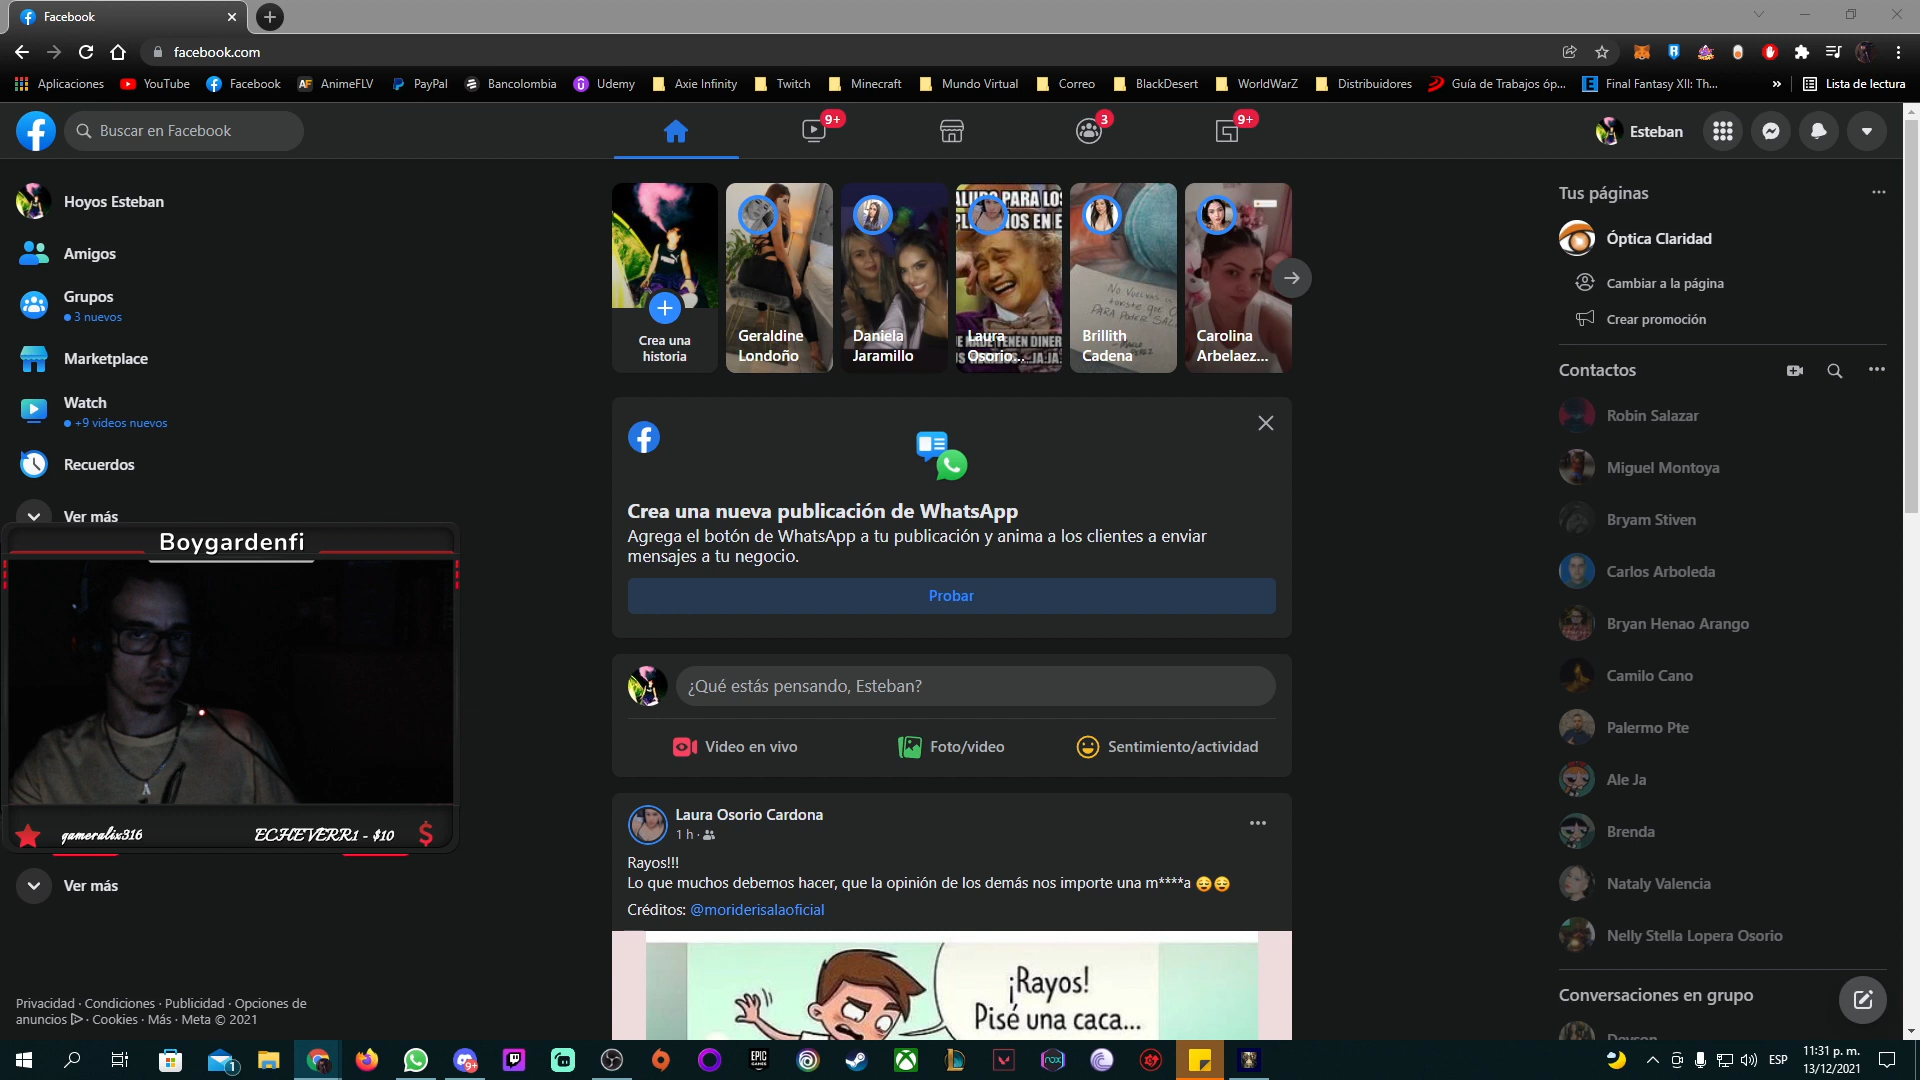 Facebook
facebook.com
Aplicaciones
YouTube
Facebook
AnimeFLV
PayPal
Bancolombia
Udemy
Axie Infinity
Twitch
Minecraft
Mundo Virtual
Correo
BlackDesert
WorldWarZ
Distribuidores
Guía de Trabajos óp...
Final Fantasy XII: Th...
»
Lista de lectura
Buscar en Facebook
9+
3
9+
Esteban
Hoyos Esteban
Amigos
Grupos
3 nuevos
Marketplace
Watch
+9 videos nuevos
Recuerdos
Ver más
Boygardenfi
gameralix316
ECHEVERR1 - $10
$
Ver más
Privacidad · Condiciones · Publicidad · Opciones de
anuncios · Cookies · Más · Meta © 2021
Crea una
historia
Geraldine
Londoño
Daniela
Jaramillo
Laura
Osorio...
Brillith
Cadena
Carolina
Arbelaez...
Crea una nueva publicación de WhatsApp
Agrega el botón de WhatsApp a tu publicación y anima a los clientes a enviar
mensajes a tu negocio.
Probar
¿Qué estás pensando, Esteban?
Video en vivo
Foto/video
Sentimiento/actividad
Laura Osorio Cardona
1 h ·
Rayos!!!
Lo que muchos debemos hacer, que la opinión de los demás nos importe una m****a 😌😌
Créditos: @moriderisalaoficial
¡Rayos!
Pisé una caca...
Tus páginas
Óptica Claridad
Cambiar a la página
Crear promoción
Contactos
Robin Salazar
Miguel Montoya
Bryam Stiven
Carlos Arboleda
Bryan Henao Arango
Camilo Cano
Palermo Pte
Ale Ja
Brenda
Nataly Valencia
Nelly Stella Lopera Osorio
Conversaciones en grupo
1
9+
EPIC
GAMES
ESP
11:31 p. m.
13/12/2021